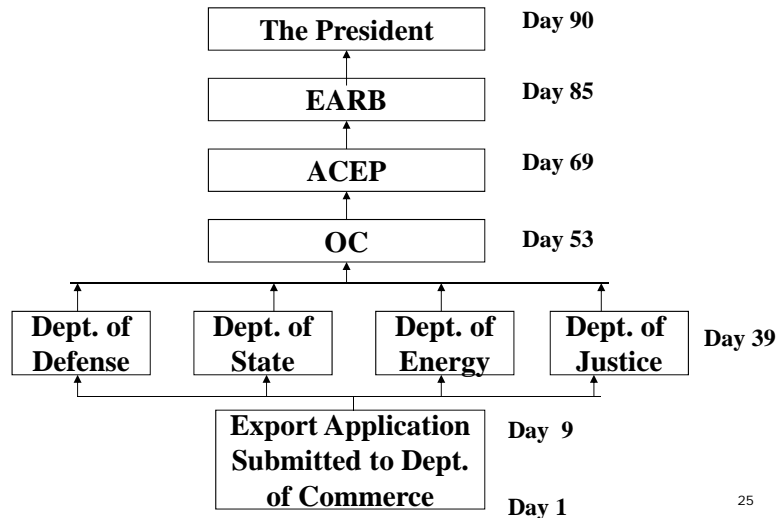 The President
Day 90
EARB
Day 85
ACEP
Day 69
OC
Day 53
Dept. of
Defense
Dept. of
State
Dept. of
Energy
Dept. of
Justice
Day 39
Export Application
Submitted to Dept.
of Commerce
Day 9
Day 1
25